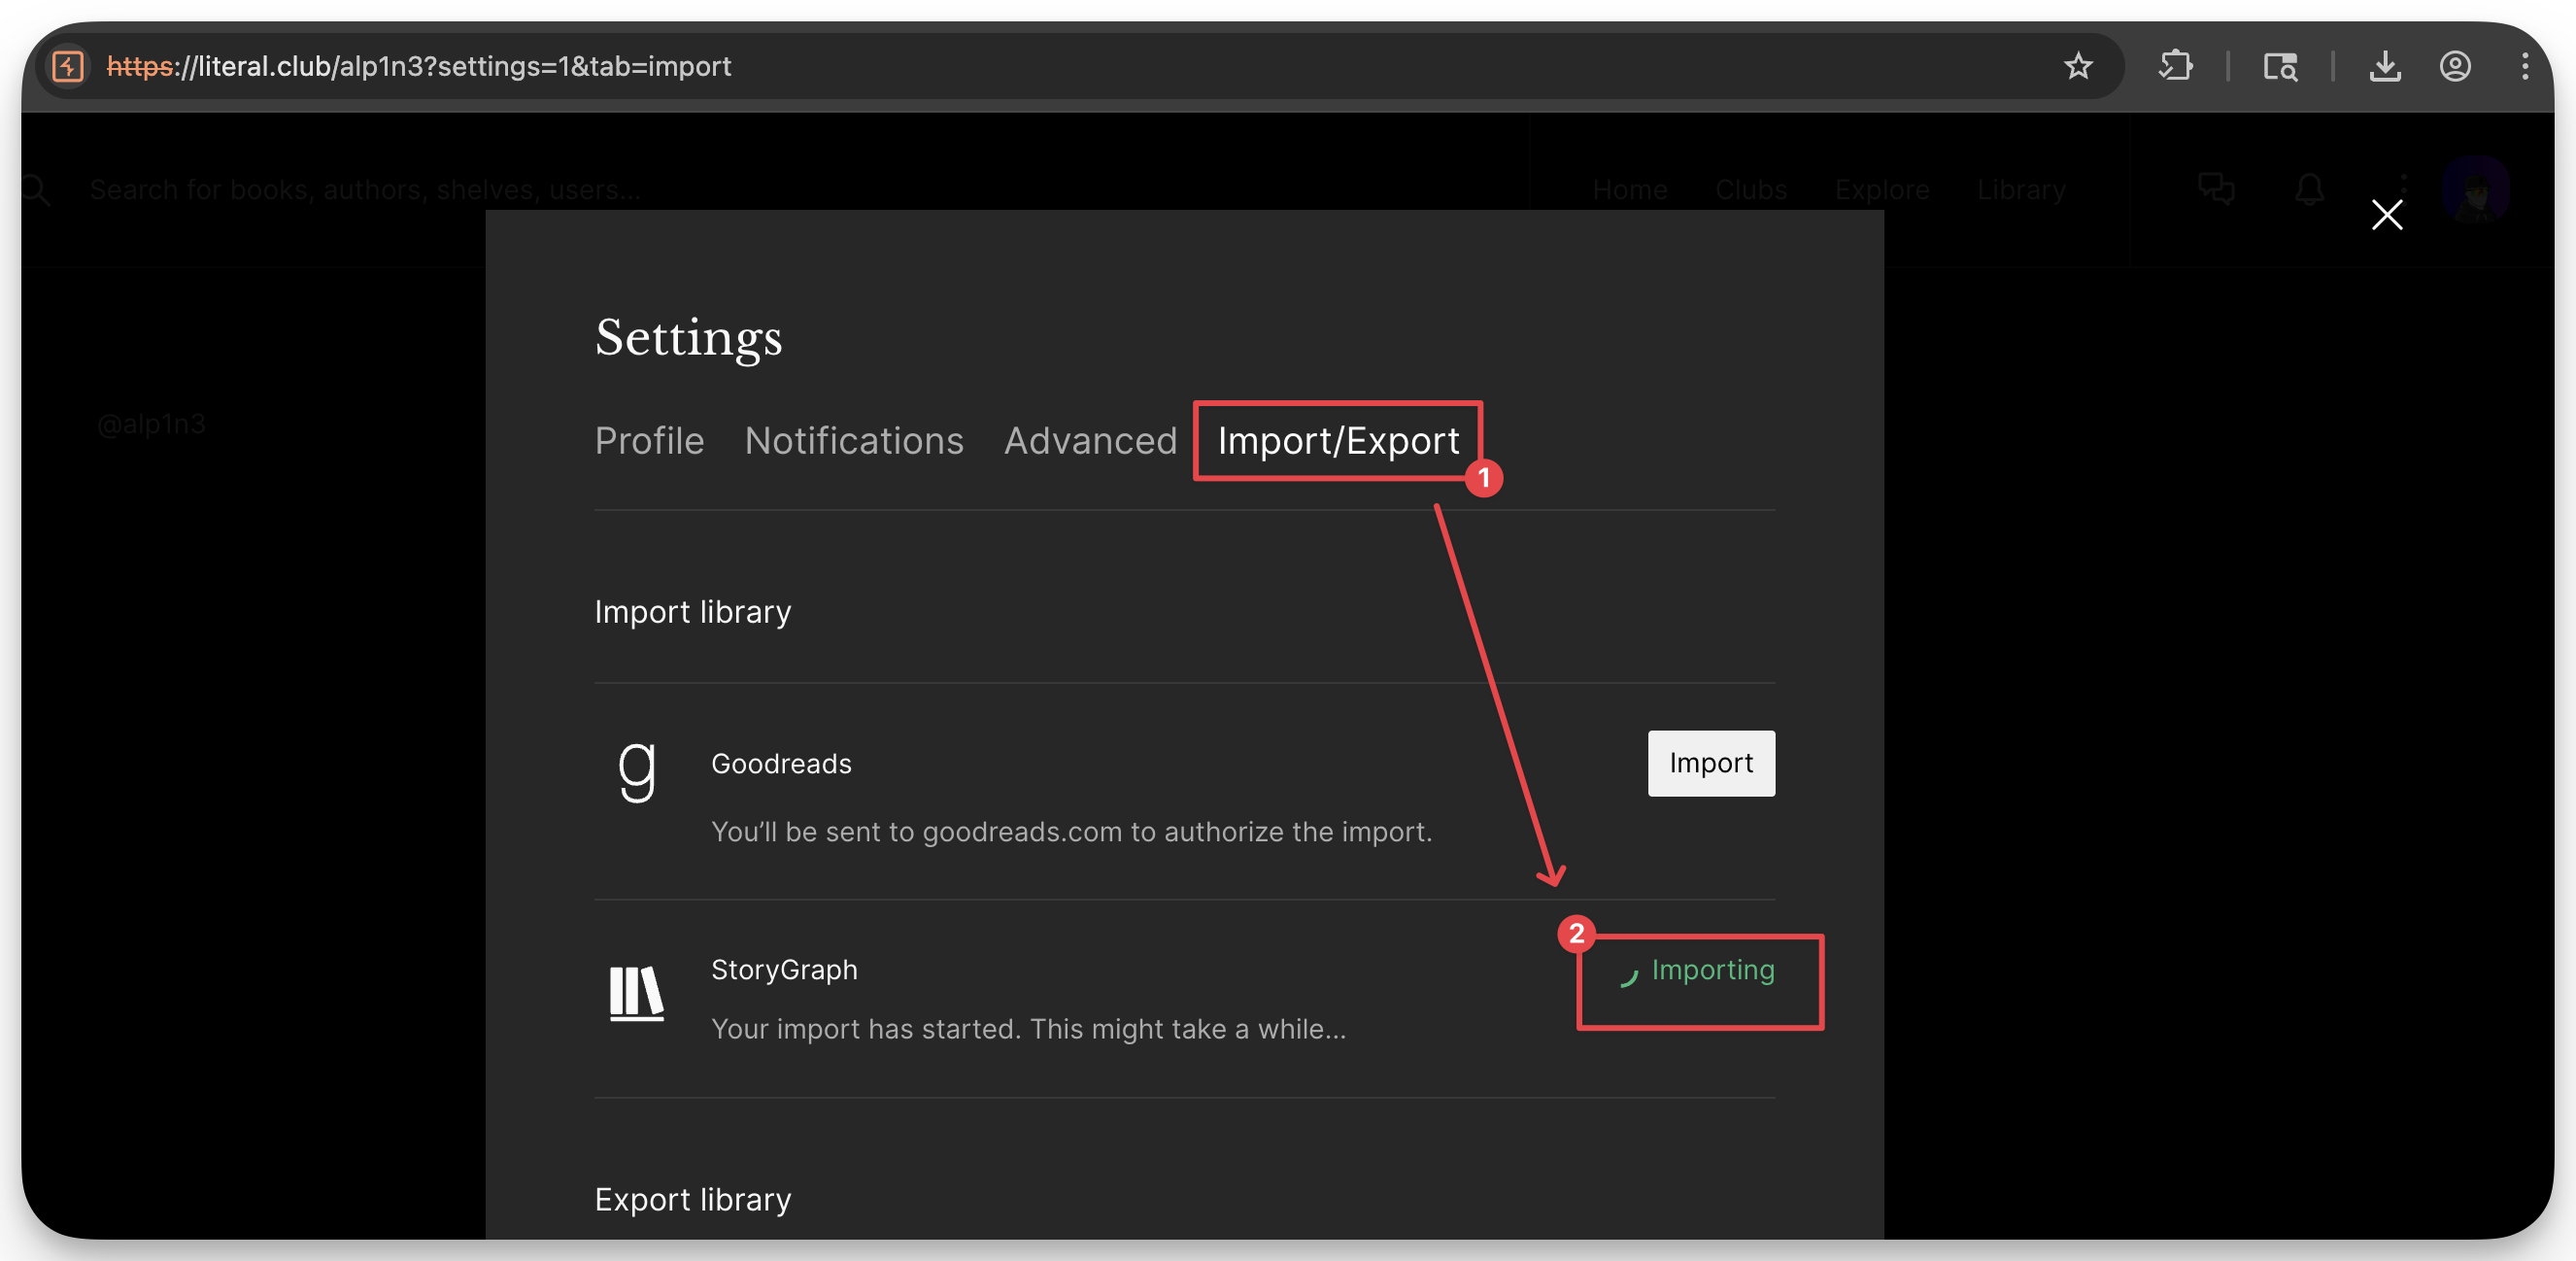 https://literal.club/alp1n3?settings=1&tab=import
Search for books, authors, shelves, users...
Home Clubs Explore Library
@alp1n3
Settings
Profile Notifications Advanced Import/Export
1
Import library
g Goodreads Import
You’ll be sent to goodreads.com to authorize the import.
2
StoryGraph Importing
Your import has started. This might take a while...
Export library